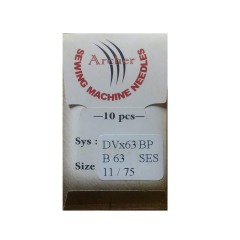 Archer
SEWING MACHINE NEEDLES
—10 pcs—
Sys : DVx63 BP
B 63 SES
Size 11 / 75